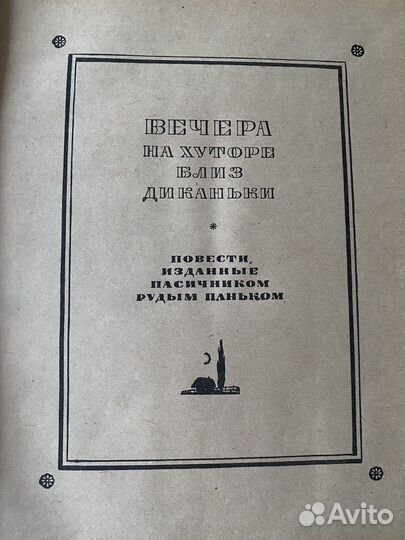 ВЕЧЕРА
НА ХУТОРЕ
БЛИЗ
ДИКАНЬКИ
*
ПОВЕСТИ,
ИЗДАННЫЕ
ПАСИЧНИКОМ
РУДЫМ ПАНЬКОМ
Avito